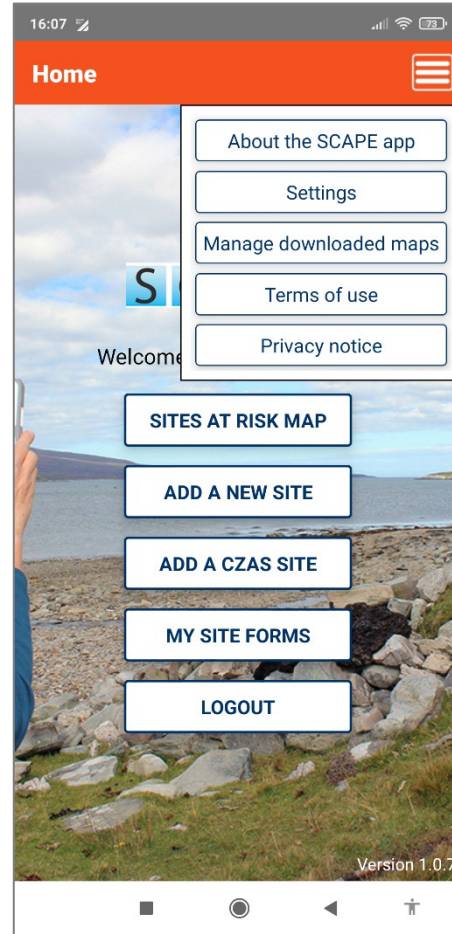 16:07
73
Home
About the SCAPE app
Settings
Manage downloaded maps
Terms of use
Privacy notice
S
Welcome
SITES AT RISK MAP
ADD A NEW SITE
ADD A CZAS SITE
MY SITE FORMS
LOGOUT
Version 1.0.7